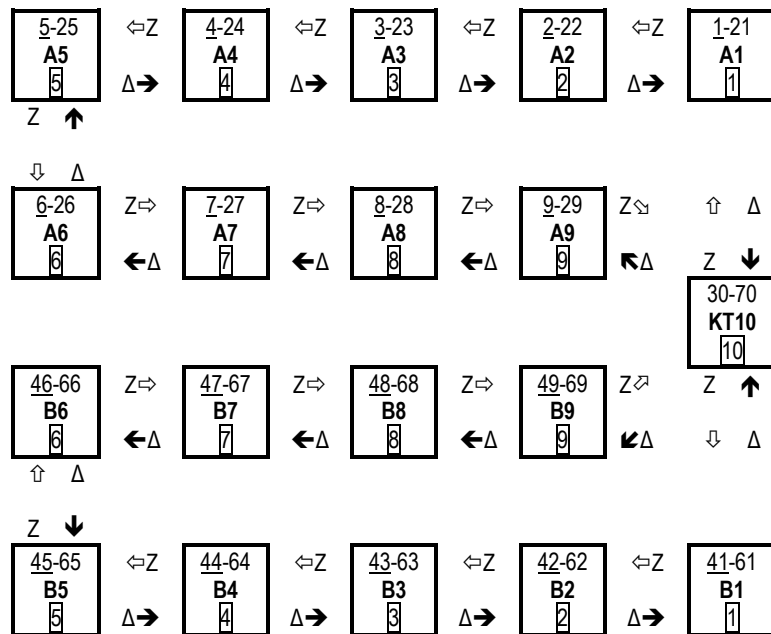 5-25 ⇦Z 4-24 ⇦Z 3-23 ⇦Z 2-22 ⇦Z 1-21
A5 A4 A3 A2 A1
5 Δ➔ 4 Δ➔ 3 Δ➔ 2 Δ➔ 1
Z 🡹
⇩ Δ
6-26 Z⇨ 7-27 Z⇨ 8-28 Z⇨ 9-29 Z⬂ ⇧ Δ
A6 A7 A8 A9
6 🡸Δ 7 🡸Δ 8 🡸Δ 9 🡼Δ Z 🡻
30-70
KT10
10
46-66 Z⇨ 47-67 Z⇨ 48-68 Z⇨ 49-69 Z⬀ Z 🡹
B6 B7 B8 B9
6 🡸Δ 7 🡸Δ 8 🡸Δ 9 🡿Δ ⇩ Δ
⇧ Δ
Z 🡻
45-65 ⇦Z 44-64 ⇦Z 43-63 ⇦Z 42-62 ⇦Z 41-61
B5 B4 B3 B2 B1
5 Δ➔ 4 Δ➔ 3 Δ➔ 2 Δ➔ 1